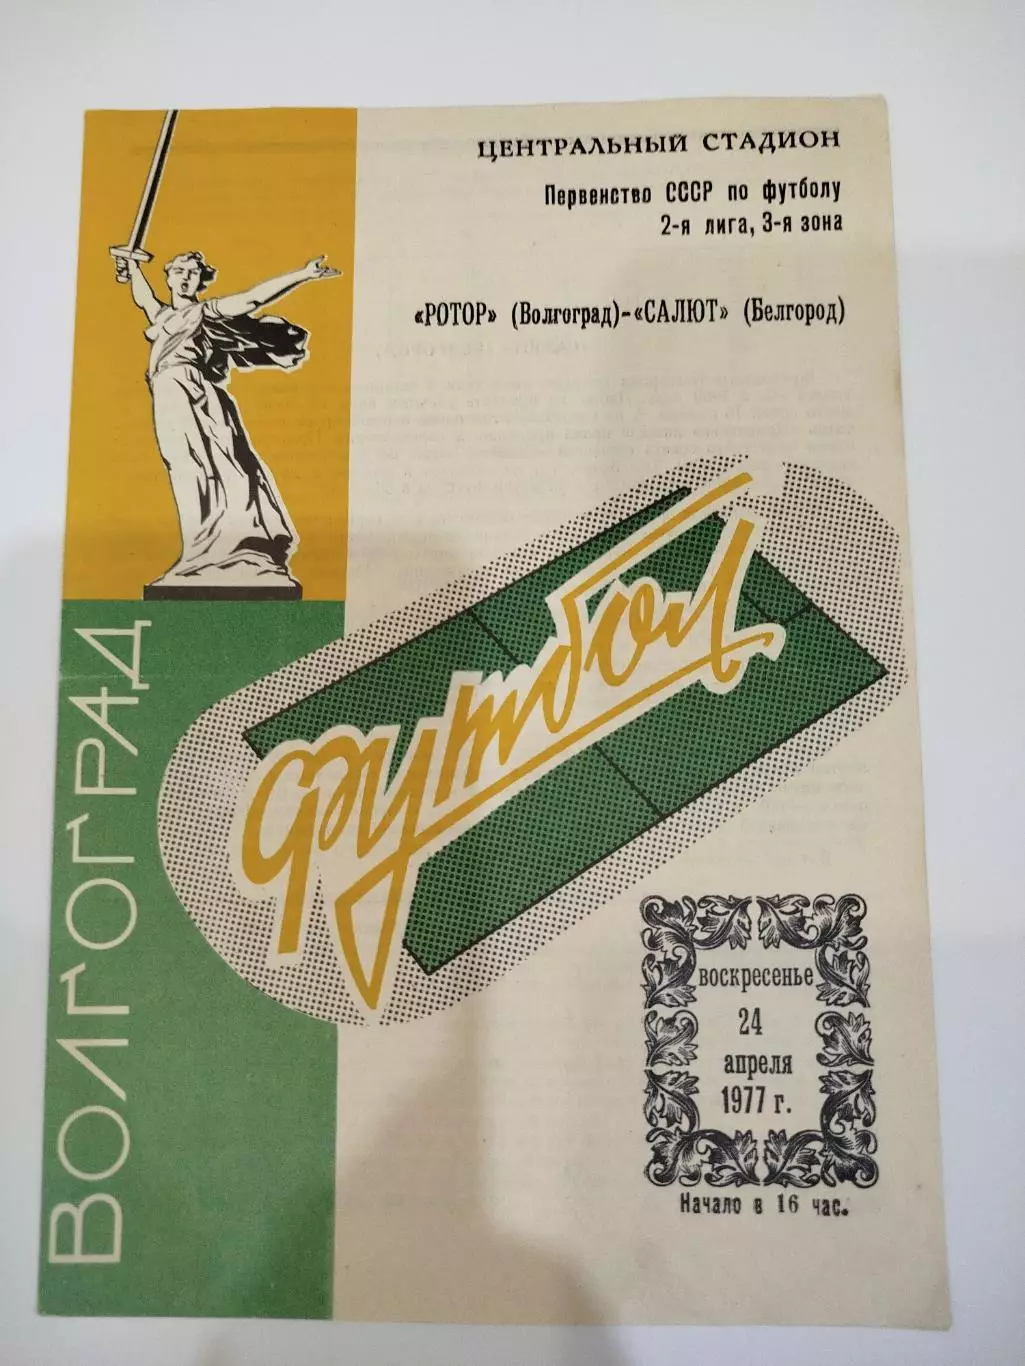 ЦЕНТРАЛЬНЫЙ СТАДИОН
Первенство СССР по футболу
2-я лига, 3-я зона
«РОТОР» (Волгоград)-«САЛЮТ» (Белгород)
Футбол
ВОЛГОГРАД
воскресенье
24
апреля
1977 г.
Начало в 16 час.